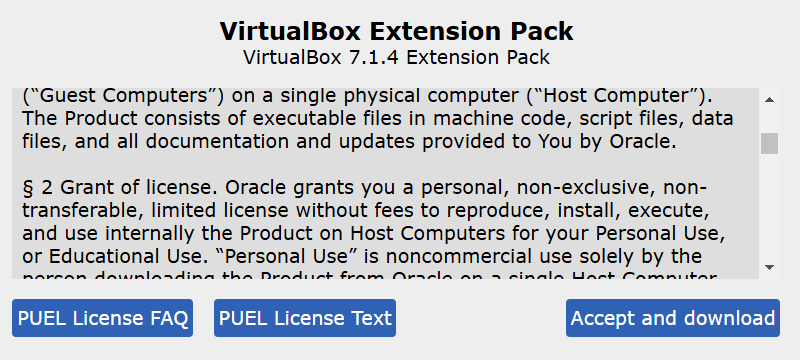 VirtualBox Extension Pack
VirtualBox 7.1.4 Extension Pack
(“Guest Computers”) on a single physical computer (“Host Computer”).
The Product consists of executable files in machine code, script files, data
files, and all documentation and updates provided to You by Oracle.
§ 2 Grant of license. Oracle grants you a personal, non-exclusive, non-
transferable, limited license without fees to reproduce, install, execute,
and use internally the Product on Host Computers for your Personal Use,
or Educational Use. “Personal Use” is noncommercial use solely by the
person downloading the Product from Oracle on a single Host Computer
PUEL License FAQ
PUEL License Text
Accept and download